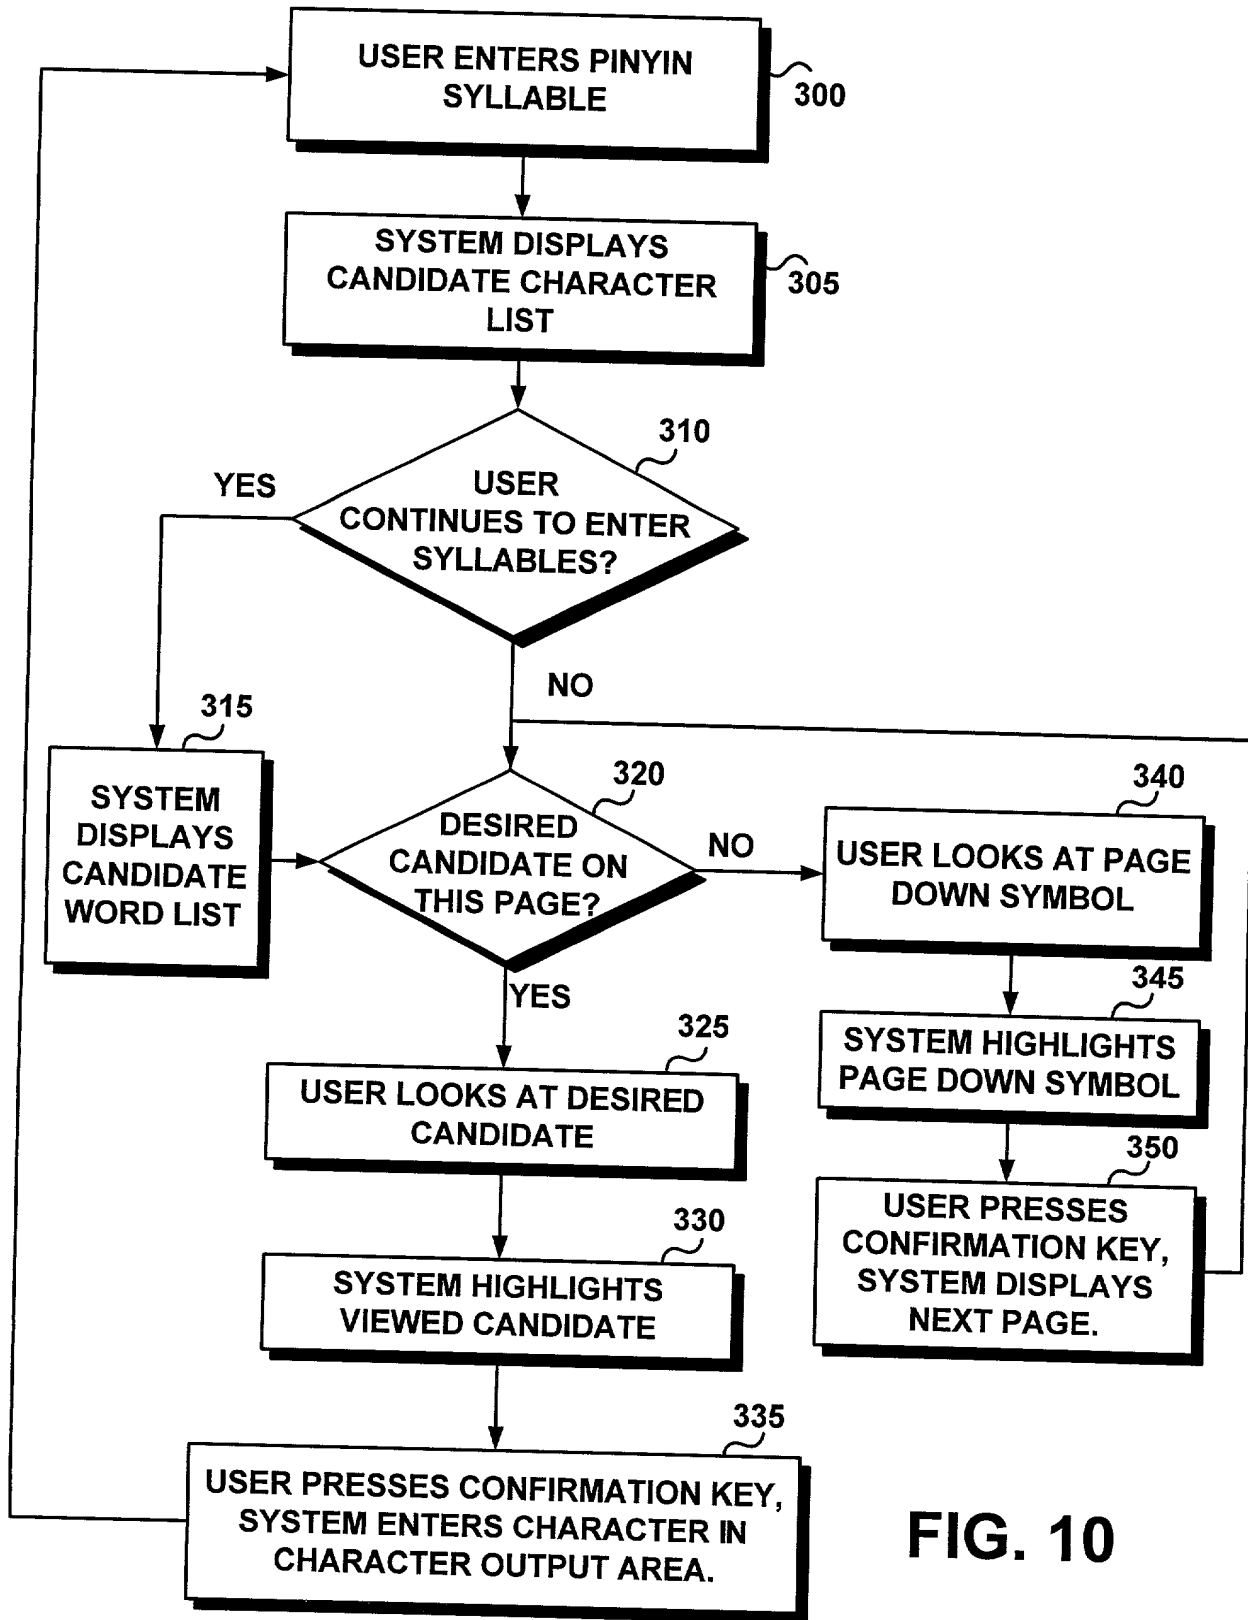 USER ENTERS PINYIN
SYLLABLE
300
SYSTEM DISPLAYS
CANDIDATE CHARACTER
LIST
305
310
YES
USER
CONTINUES TO ENTER
SYLLABLES?
NO
315
SYSTEM
DISPLAYS
CANDIDATE
WORD LIST
320
DESIRED
CANDIDATE ON
THIS PAGE?
NO
340
USER LOOKS AT PAGE
DOWN SYMBOL
YES
325
USER LOOKS AT DESIRED
CANDIDATE
345
SYSTEM HIGHLIGHTS
PAGE DOWN SYMBOL
330
SYSTEM HIGHLIGHTS
VIEWED CANDIDATE
350
USER PRESSES
CONFIRMATION KEY,
SYSTEM DISPLAYS
NEXT PAGE.
335
USER PRESSES CONFIRMATION KEY,
SYSTEM ENTERS CHARACTER IN
CHARACTER OUTPUT AREA.
FIG. 10